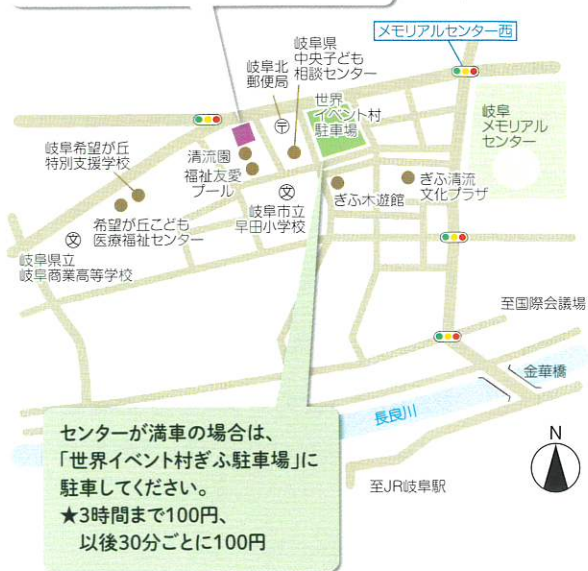 メモリアルセンター西
岐阜県
中央子ども
相談センター
岐阜北
郵便局
世界
イベント村
駐車場
岐阜
メモリアル
センター
岐阜希望が丘
特別支援学校
清流園
福祉友愛
プール
ぎふ清流
文化プラザ
ぎふ木遊館
文
岐阜市立
早田小学校
希望が丘こども
医療福祉センター
文
岐阜県立
岐阜商業高等学校
至国際会議場
金華橋
長良川
N
至JR岐阜駅
センターが満車の場合は、
「世界イベント村ぎふ駐車場」に
駐車してください。
★3時間まで100円、
以後30分ごとに100円